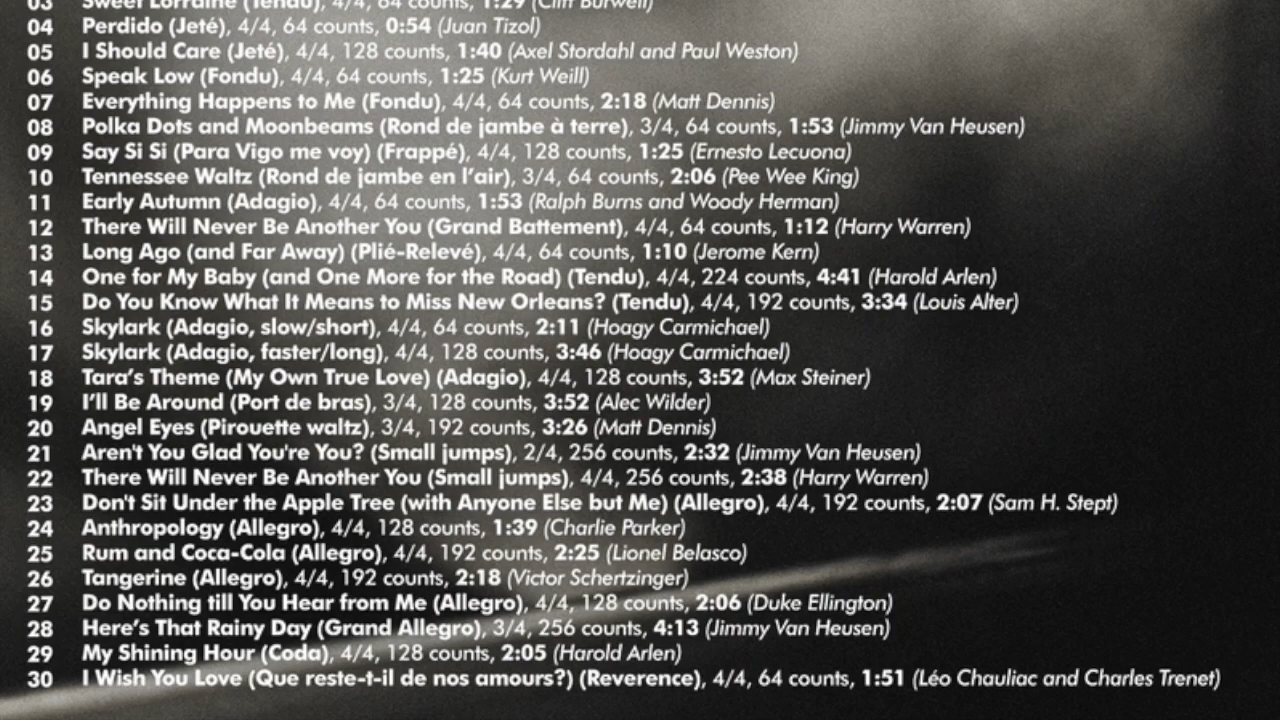 03 Sweet Lorraine (Tendu), 4/4, 64 counts, 1:29 (Cliff Burwell)
04 Perdido (Jeté), 4/4, 64 counts, 0:54 (Juan Tizol)
05 I Should Care (Jeté), 4/4, 128 counts, 1:40 (Axel Stordahl and Paul Weston)
06 Speak Low (Fondu), 4/4, 64 counts, 1:25 (Kurt Weill)
07 Everything Happens to Me (Fondu), 4/4, 64 counts, 2:18 (Matt Dennis)
08 Polka Dots and Moonbeams (Rond de jambe à terre), 3/4, 64 counts, 1:53 (Jimmy Van Heusen)
09 Say Si Si (Para Vigo me voy) (Frappé), 4/4, 128 counts, 1:25 (Ernesto Lecuona)
10 Tennessee Waltz (Rond de jambe en l’air), 3/4, 64 counts, 2:06 (Pee Wee King)
11 Early Autumn (Adagio), 4/4, 64 counts, 1:53 (Ralph Burns and Woody Herman)
12 There Will Never Be Another You (Grand Battement), 4/4, 64 counts, 1:12 (Harry Warren)
13 Long Ago (and Far Away) (Plié-Relevé), 4/4, 64 counts, 1:10 (Jerome Kern)
14 One for My Baby (and One More for the Road) (Tendu), 4/4, 224 counts, 4:41 (Harold Arlen)
15 Do You Know What It Means to Miss New Orleans? (Tendu), 4/4, 192 counts, 3:34 (Louis Alter)
16 Skylark (Adagio, slow/short), 4/4, 64 counts, 2:11 (Hoagy Carmichael)
17 Skylark (Adagio, faster/long), 4/4, 128 counts, 3:46 (Hoagy Carmichael)
18 Tara’s Theme (My Own True Love) (Adagio), 4/4, 128 counts, 3:52 (Max Steiner)
19 I’ll Be Around (Port de bras), 3/4, 128 counts, 3:52 (Alec Wilder)
20 Angel Eyes (Pirouette waltz), 3/4, 192 counts, 3:26 (Matt Dennis)
21 Aren't You Glad You're You? (Small jumps), 2/4, 256 counts, 2:32 (Jimmy Van Heusen)
22 There Will Never Be Another You (Small jumps), 4/4, 256 counts, 2:38 (Harry Warren)
23 Don't Sit Under the Apple Tree (with Anyone Else but Me) (Allegro), 4/4, 192 counts, 2:07 (Sam H. Stept)
24 Anthropology (Allegro), 4/4, 128 counts, 1:39 (Charlie Parker)
25 Rum and Coca-Cola (Allegro), 4/4, 192 counts, 2:25 (Lionel Belasco)
26 Tangerine (Allegro), 4/4, 192 counts, 2:18 (Victor Schertzinger)
27 Do Nothing till You Hear from Me (Allegro), 4/4, 128 counts, 2:06 (Duke Ellington)
28 Here’s That Rainy Day (Grand Allegro), 3/4, 256 counts, 4:13 (Jimmy Van Heusen)
29 My Shining Hour (Coda), 4/4, 128 counts, 2:05 (Harold Arlen)
30 I Wish You Love (Que reste-t-il de nos amours?) (Reverence), 4/4, 64 counts, 1:51 (Léo Chauliac and Charles Trenet)